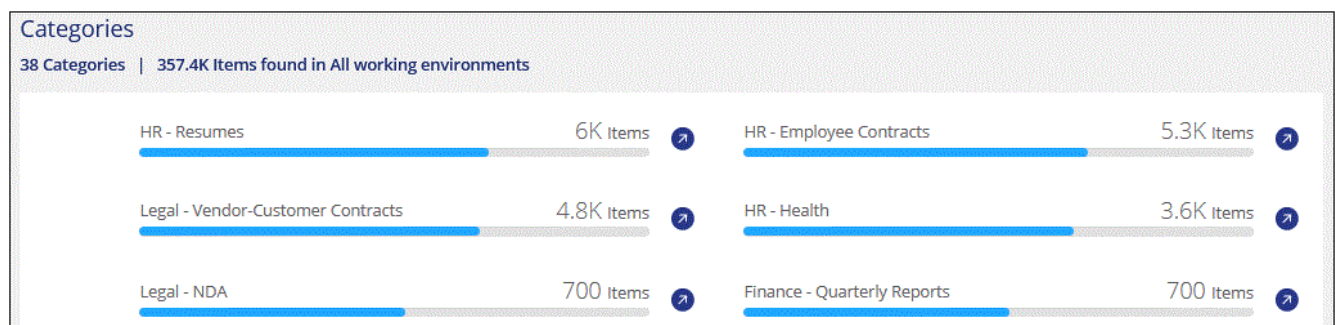 Categories
38 Categories | 357.4K Items found in All working environments
HR - Resumes 6K Items
HR - Employee Contracts 5.3K Items
Legal - Vendor-Customer Contracts 4.8K Items
HR - Health 3.6K Items
Legal - NDA 700 Items
Finance - Quarterly Reports 700 Items